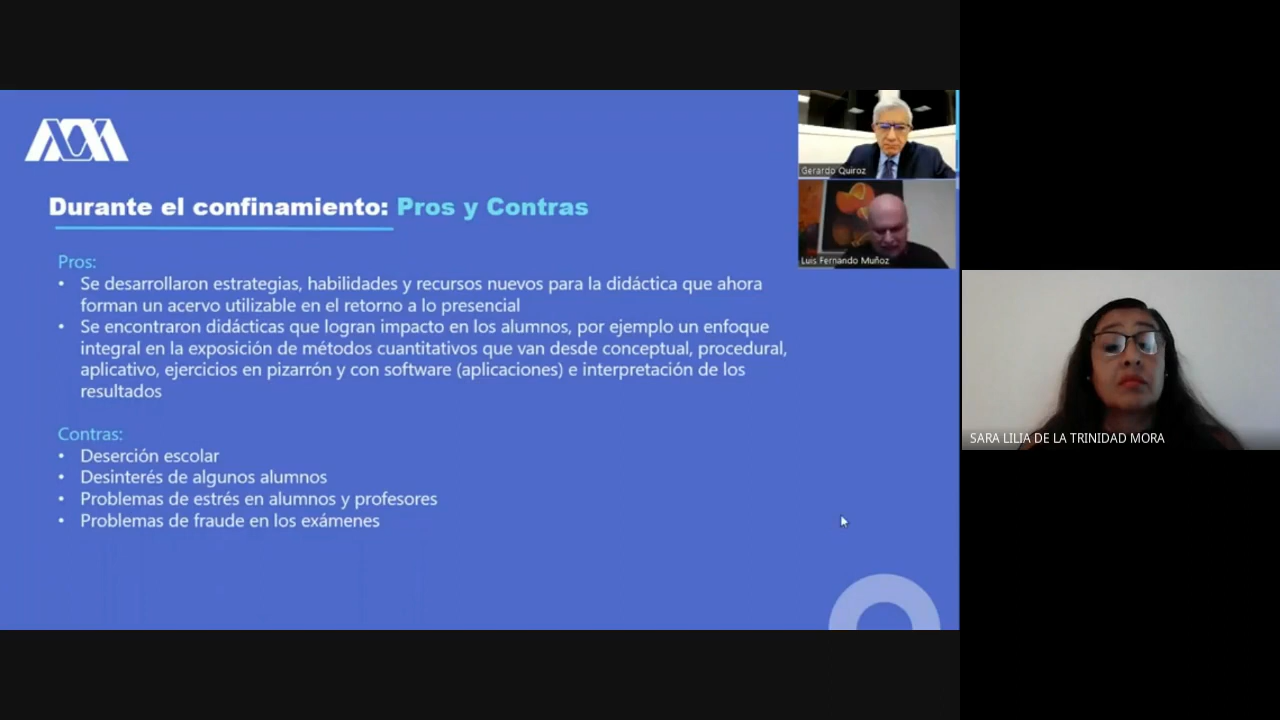 Durante el confinamiento: Pros y Contras
Pros:
• Se desarrollaron estrategias, habilidades y recursos nuevos para la didáctica que ahora
forman un acervo utilizable en el retorno a lo presencial
• Se encontraron didácticas que logran impacto en los alumnos, por ejemplo un enfoque
integral en la exposición de métodos cuantitativos que van desde conceptual, procedural,
aplicativo, ejercicios en pizarrón y con software (aplicaciones) e interpretación de los
resultados
Contras:
• Deserción escolar
• Desinterés de algunos alumnos
• Problemas de estrés en alumnos y profesores
• Problemas de fraude en los exámenes
Gerardo Quiroz
Luis Fernando Muñoz
SARA LILIA DE LA TRINIDAD MORA